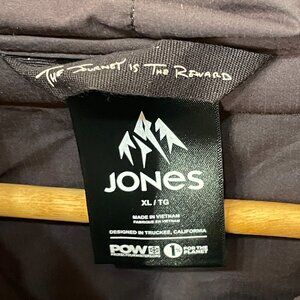 THE JOURNEY IS THE REWARD
JONES
XL / TG
MADE IN VIETNAM
FABRIQUÉ EN VIETNAM
DESIGNED IN TRUCKEE, CALIFORNIA
POW
1% FOR THE
PLANET